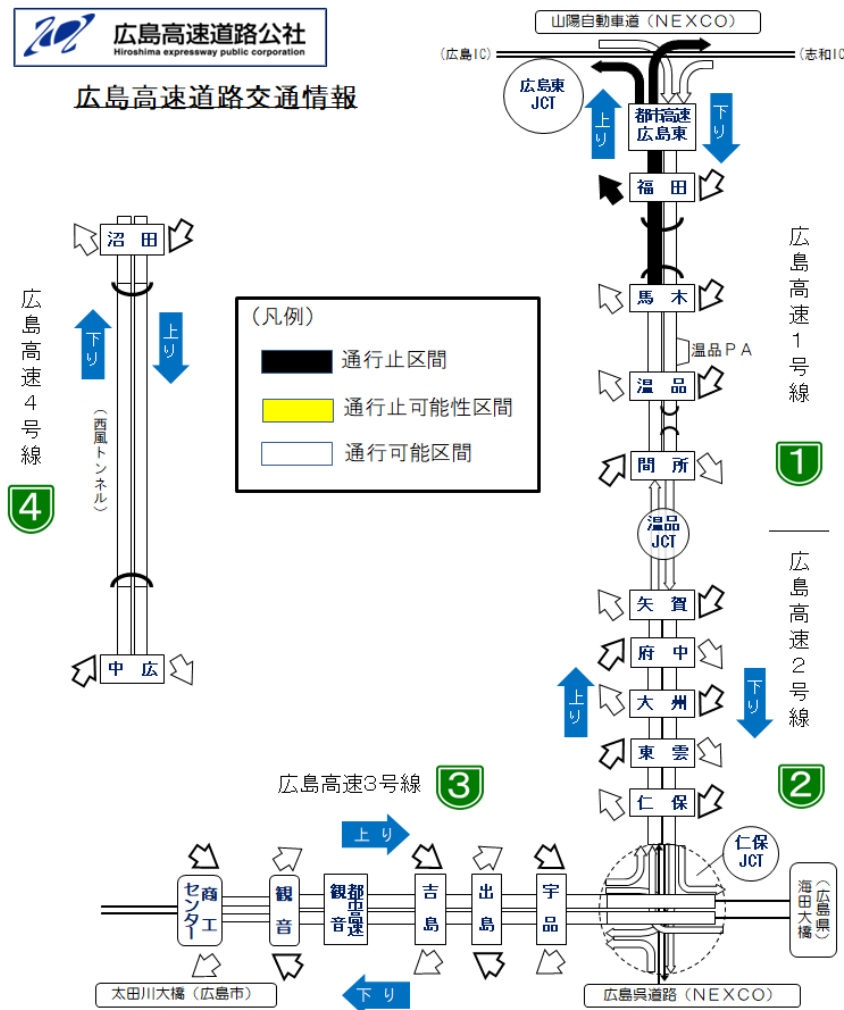 広島高速道路公社
Hiroshima expressway public corporation
広島高速道路交通情報
山陽自動車道（NEXCO）
（広島IC）
（志和IC
広島東
JCT
上り
都市高速
広島東
下り
福田
馬木
温品PA
温品
間所
広島高速1号線
1
温品
JCT
沼田
広島高速4号線
4
下り
上り
（西風トンネル）
中広
（凡例）
通行止区間
通行止可能性区間
通行可能区間
矢賀
府中
大州
東雲
仁保
上り
下り
広島高速2号線
2
広島高速3号線
3
上り
仁保
JCT
商工
センター
観音
都市高速
観音
吉島
出島
宇品
海田大橋
（広島県）
太田川大橋（広島市）
下り
広島呉道路（NEXCO）